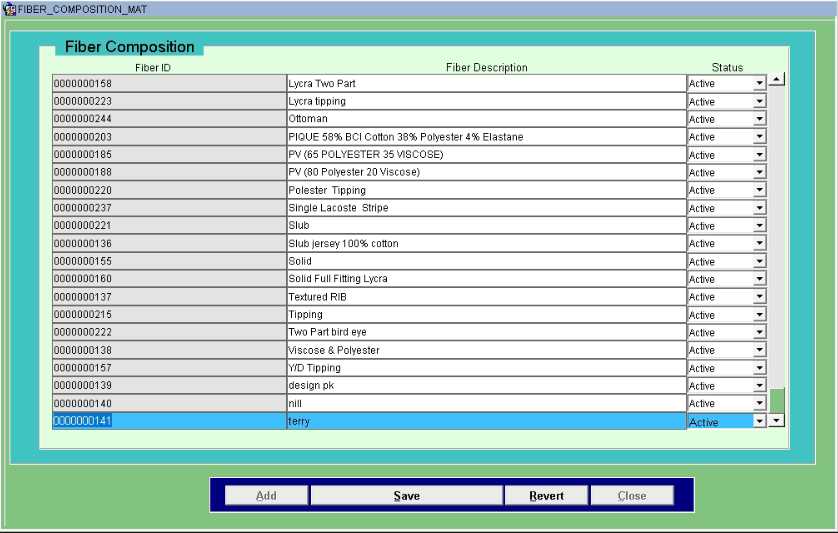 FIBER_COMPOSITION_MAT
Fiber Composition
Fiber ID Fiber Description Status
0000000158 Lycra Two Part Active
0000000223 Lycra tipping Active
0000000244 Ottoman Active
0000000203 PIQUE 58% BCI Cotton 38% Polyester 4% Elastane Active
0000000185 PV (65 POLYESTER 35 VISCOSE) Active
0000000188 PV (80 Polyester 20 Viscose) Active
0000000220 Polester Tipping Active
0000000237 Single Lacoste Stripe Active
0000000221 Slub Active
0000000136 Slub jersey 100% cotton Active
0000000155 Solid Active
0000000160 Solid Full Fitting Lycra Active
0000000137 Textured RIB Active
0000000215 Tipping Active
0000000222 Two Part bird eye Active
0000000138 Viscose & Polyester Active
0000000157 Y/D Tipping Active
0000000139 design pk Active
0000000140 nill Active
0000000141 terry Active
Add Save Revert Close